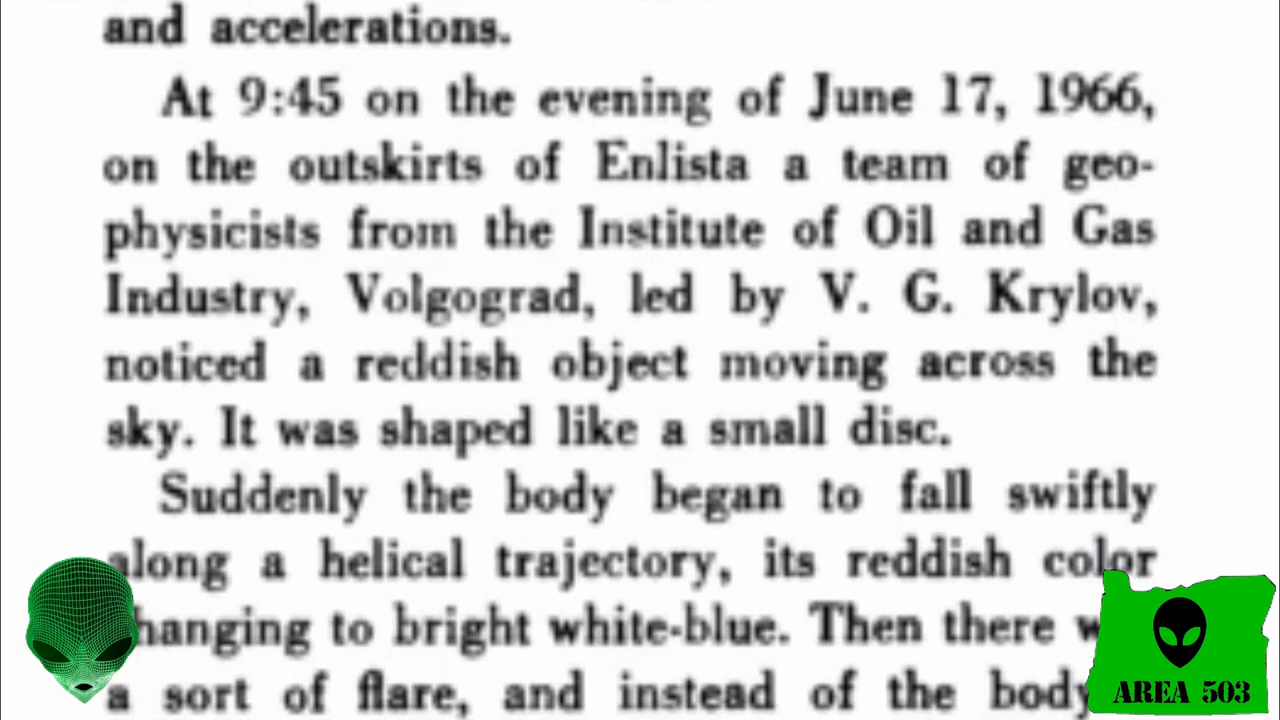 and accelerations.
At 9:45 on the evening of June 17, 1966,
on the outskirts of Enlista a team of geo-
physicists from the Institute of Oil and Gas
Industry, Volgograd, led by V. G. Krylov,
noticed a reddish object moving across the
sky. It was shaped like a small disc.
Suddenly the body began to fall swiftly
along a helical trajectory, its reddish color
hanging to bright white-blue. Then there
a sort of flare, and instead of the body
AREA 503